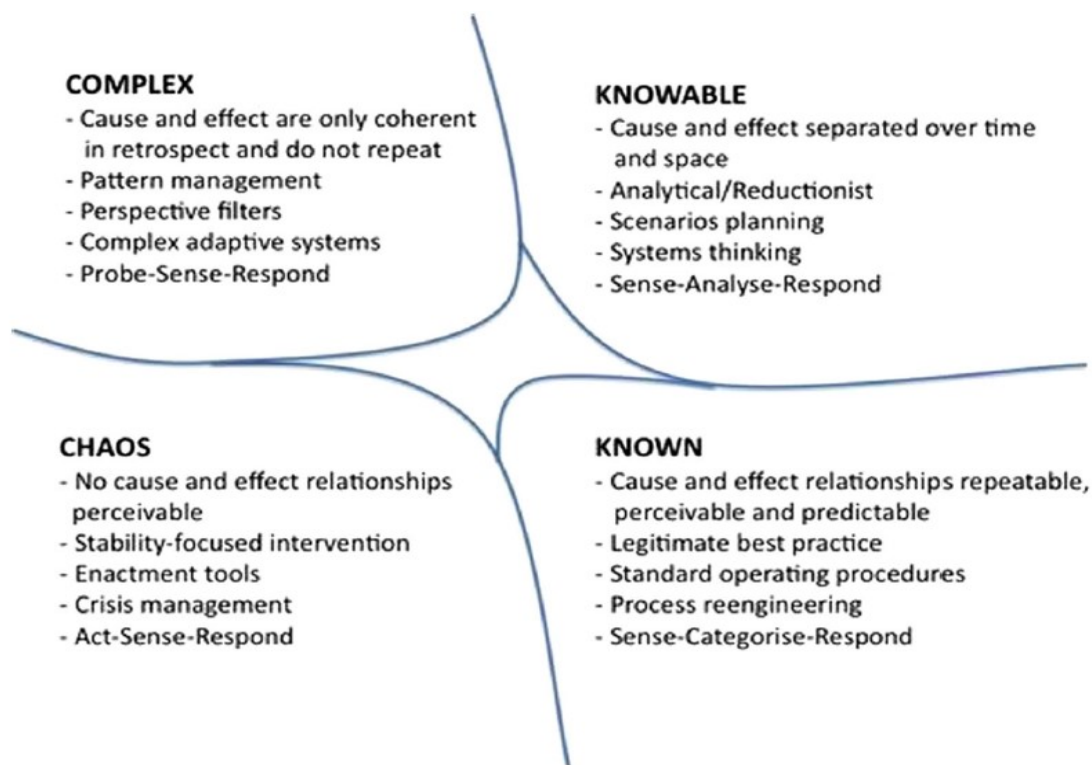 COMPLEX
- Cause and effect are only coherent
in retrospect and do not repeat
- Pattern management
- Perspective filters
- Complex adaptive systems
- Probe-Sense-Respond
KNOWABLE
- Cause and effect separated over time
and space
- Analytical/Reductionist
- Scenarios planning
- Systems thinking
- Sense-Analyse-Respond
CHAOS
- No cause and effect relationships
perceivable
- Stability-focused intervention
- Enactment tools
- Crisis management
- Act-Sense-Respond
KNOWN
- Cause and effect relationships repeatable,
perceivable and predictable
- Legitimate best practice
- Standard operating procedures
- Process reengineering
- Sense-Categorise-Respond